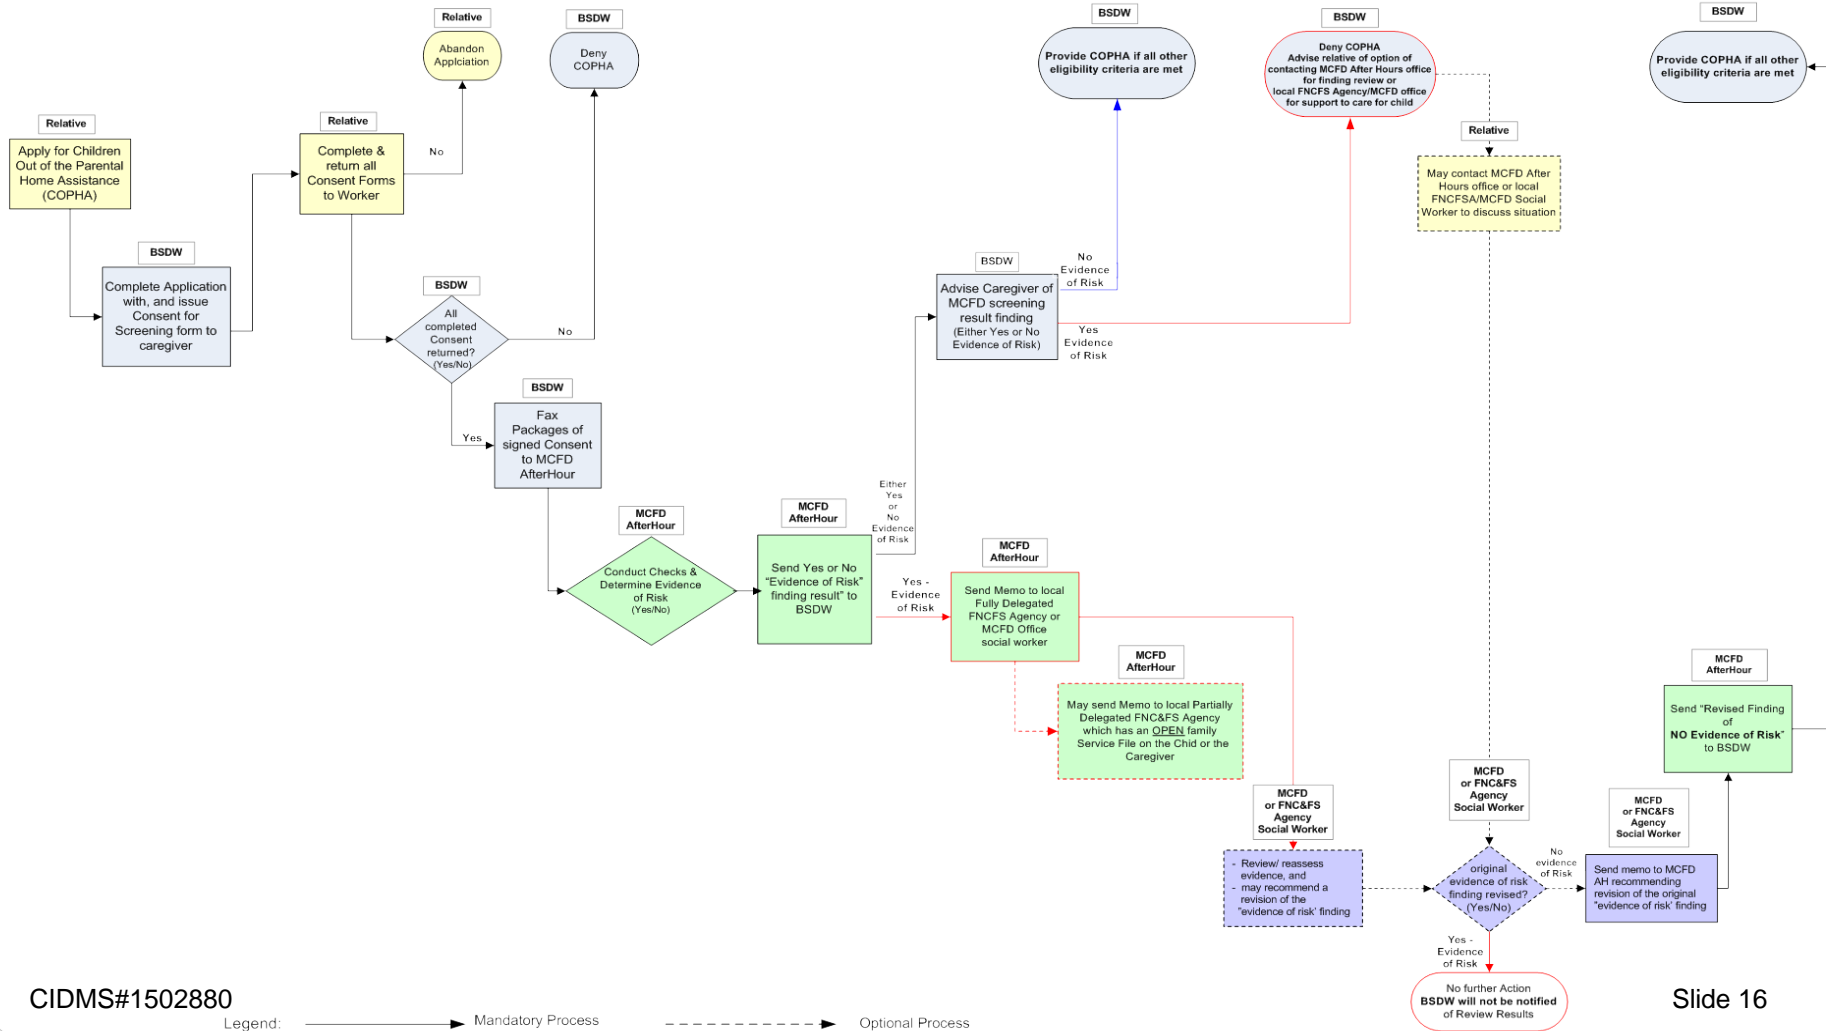 Relative
Abandon
Applciation
BSDW
Deny
COPHA
BSDW
Provide COPHA if all other
eligibility criteria are met
BSDW
Deny COPHA
Advise relative of option of
contacting MCFD After Hours office
for finding review or
local FNCFS Agency/MCFD office
for support to care for child
BSDW
Provide COPHA if all other
eligibility criteria are met
Relative
Apply for Children
Out of the Parental
Home Assistance
(COPHA)
Relative
Complete &
return all
Consent Forms
to Worker
No
Relative
May contact MCFD After
Hours office or local
FNCFSA/MCFD Social
Worker to discuss situation
BSDW
Complete Application
with, and issue
Consent for
Screening form to
caregiver
BSDW
All
completed
Consent
returned?
(Yes/No)
No
BSDW
Advise Caregiver of
MCFD screening
result finding
(Either Yes or No
Evidence of Risk)
No
Evidence
of Risk
Yes
Evidence
of Risk
Yes
BSDW
Fax
Packages of
signed Consent
to MCFD
AfterHour
MCFD
AfterHour
Conduct Checks &
Determine Evidence
of Risk
(Yes/No)
MCFD
AfterHour
Send Yes or No
“Evidence of Risk”
finding result” to
BSDW
Either
Yes
or
No
Evidence
of Risk
Yes -
Evidence
of Risk
MCFD
AfterHour
Send Memo to local
Fully Delegated
FNCFS Agency or
MCFD Office
social worker
MCFD
AfterHour
May send Memo to local Partially
Delegated FNC&FS Agency
which has an OPEN family
Service File on the Chid or the
Caregiver
MCFD
or FNC&FS
Agency
Social Worker
- Review/ reassess
evidence, and
- may recommend a
revision of the
"evidence of risk' finding
MCFD
or FNC&FS
Agency
Social Worker
original
evidence of risk
finding revised?
(Yes/No)
No
evidence
of Risk
Yes -
Evidence
of Risk
No further Action
BSDW will not be notified
of Review Results
MCFD
or FNC&FS
Agency
Social Worker
Send memo to MCFD
AH recommending
revision of the original
"evidence of risk' finding
MCFD
AfterHour
Send “Revised Finding
of
NO Evidence of Risk”
to BSDW
CIDMS#1502880
Slide 16
Legend:
Mandatory Process
Optional Process